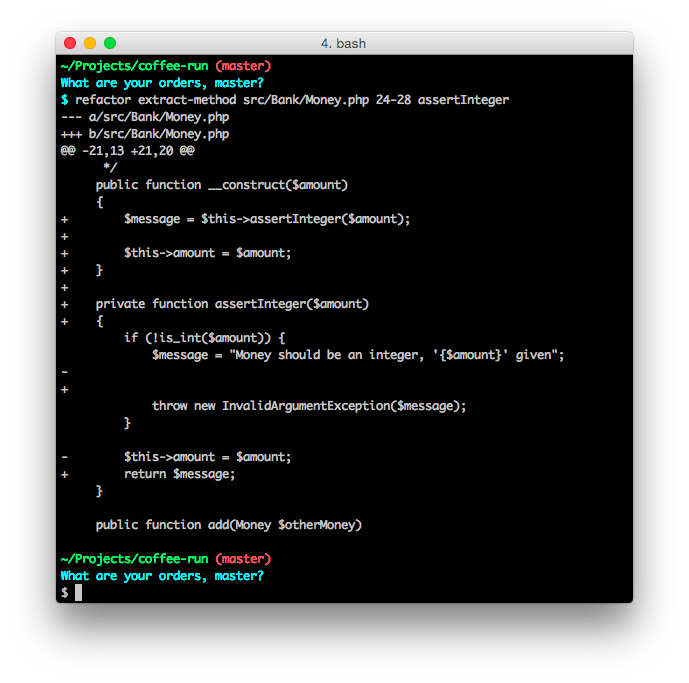 4. bash
~/Projects/coffee-run (master)
What are your orders, master?
$ refactor extract-method src/Bank/Money.php 24-28 assertInteger
--- a/src/Bank/Money.php
+++ b/src/Bank/Money.php
@@ -21,13 +21,20 @@
      */
     public function __construct($amount)
     {
+        $message = $this->assertInteger($amount);
+
+        $this->amount = $amount;
+    }
+
+    private function assertInteger($amount)
+    {
         if (!is_int($amount)) {
             $message = "Money should be an integer, '{$amount}' given";
-
+
             throw new InvalidArgumentException($message);
         }

-        $this->amount = $amount;
+        return $message;
     }

     public function add(Money $otherMoney)

~/Projects/coffee-run (master)
What are your orders, master?
$